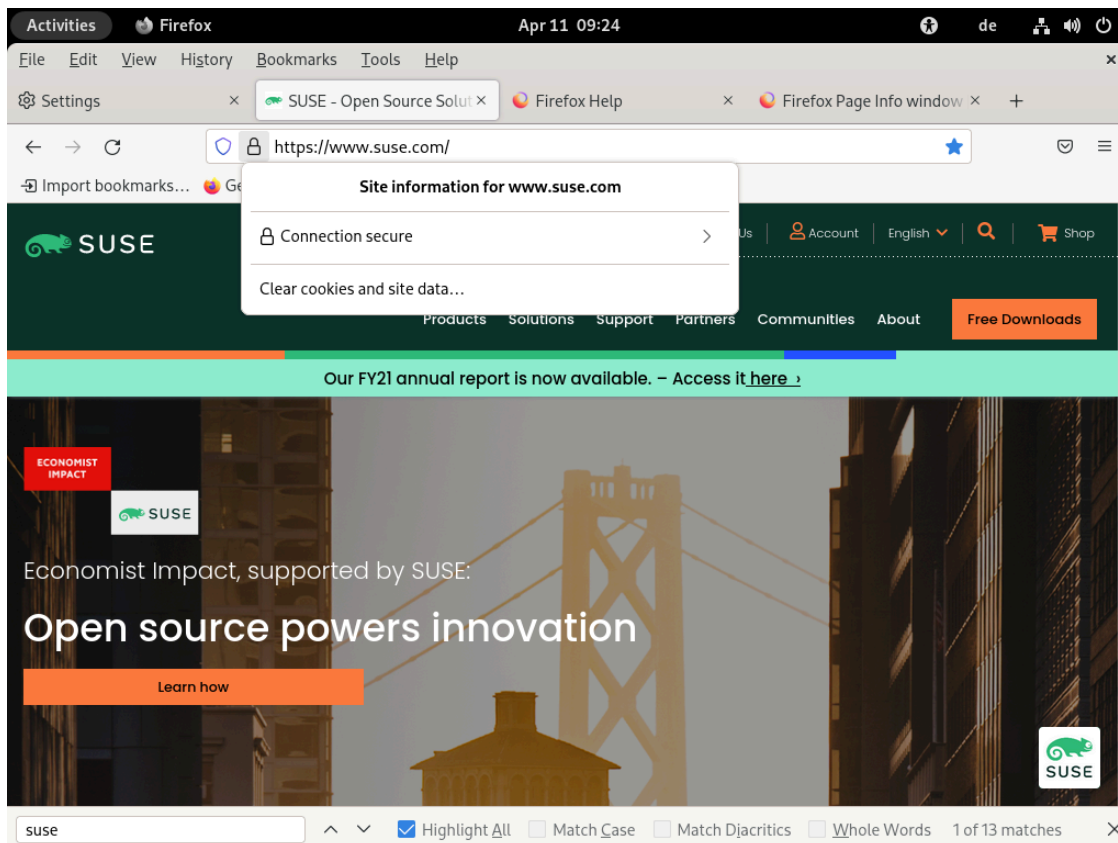 Activities Firefox Apr 11 09:24 de
File Edit View History Bookmarks Tools Help
Settings SUSE - Open Source Solut Firefox Help Firefox Page Info window
https://www.suse.com/
Import bookmarks… Ge
Site information for www.suse.com
Connection secure
Clear cookies and site data…
SUSE Us Account English Shop
Products Solutions Support Partners Communities About Free Downloads
Our FY21 annual report is now available. – Access it here ›
ECONOMIST
IMPACT
SUSE
Economist Impact, supported by SUSE:
Open source powers innovation
Learn how
SUSE
suse Highlight All Match Case Match Diacritics Whole Words 1 of 13 matches